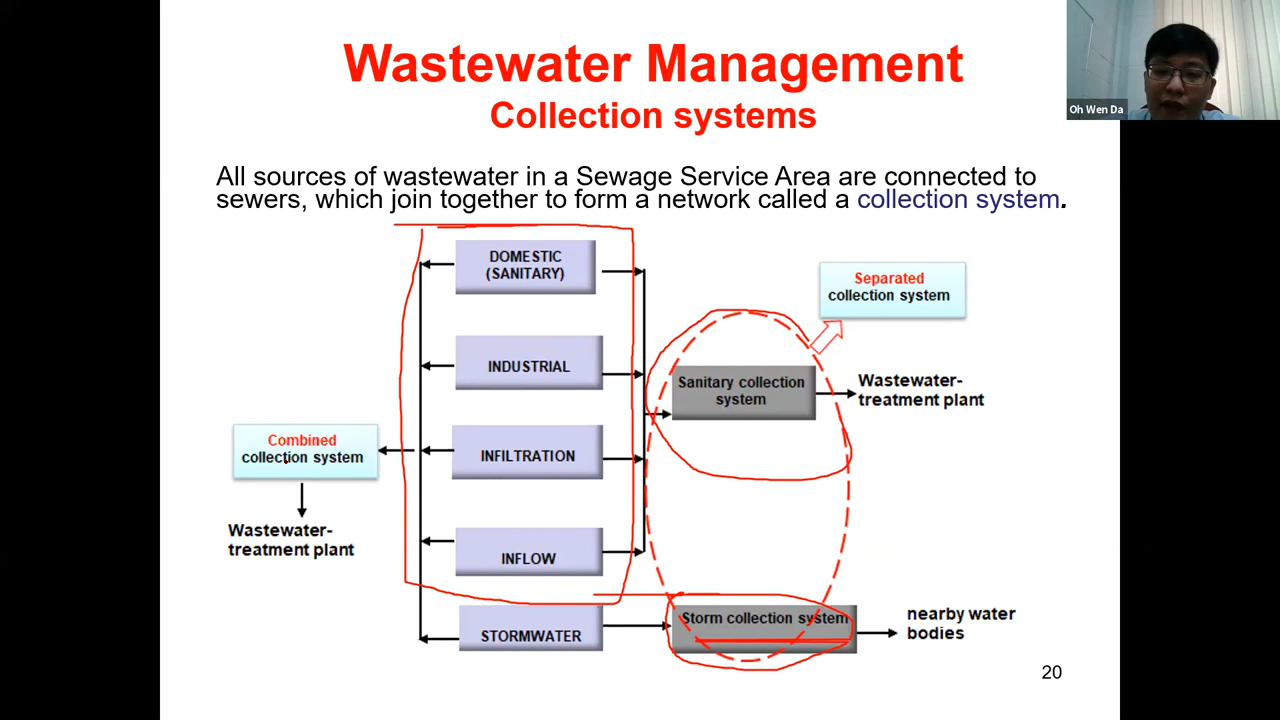 Wastewater Management
Collection systems
Oh Wen Da
All sources of wastewater in a Sewage Service Area are connected to
sewers, which join together to form a network called a collection system.
DOMESTIC
(SANITARY)
Separated
collection system
INDUSTRIAL
Sanitary collection
system
Wastewater-
treatment plant
Combined
collection system
INFILTRATION
Wastewater-
treatment plant
INFLOW
STORMWATER
Storm collection system
nearby water
bodies
20